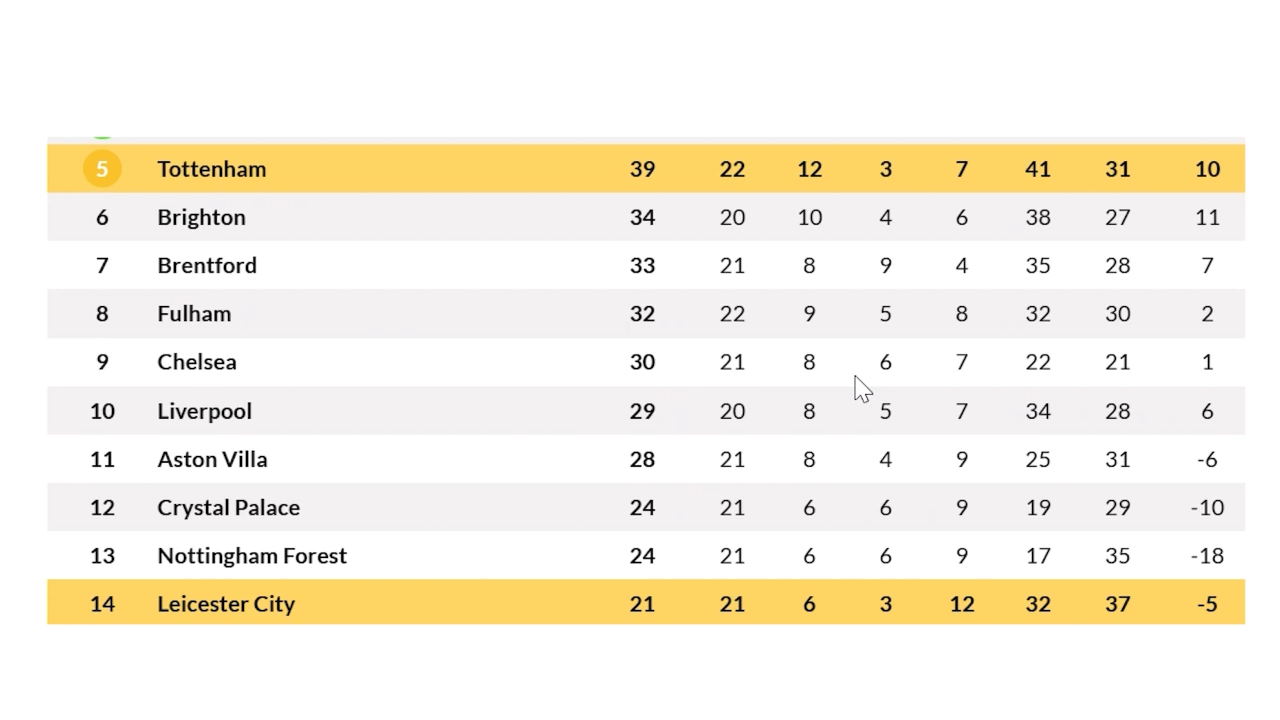 5 Tottenham 39 22 12 3 7 41 31 10
6 Brighton 34 20 10 4 6 38 27 11
7 Brentford 33 21 8 9 4 35 28 7
8 Fulham 32 22 9 5 8 32 30 2
9 Chelsea 30 21 8 6 7 22 21 1
10 Liverpool 29 20 8 5 7 34 28 6
11 Aston Villa 28 21 8 4 9 25 31 -6
12 Crystal Palace 24 21 6 6 9 19 29 -10
13 Nottingham Forest 24 21 6 6 9 17 35 -18
14 Leicester City 21 21 6 3 12 32 37 -5